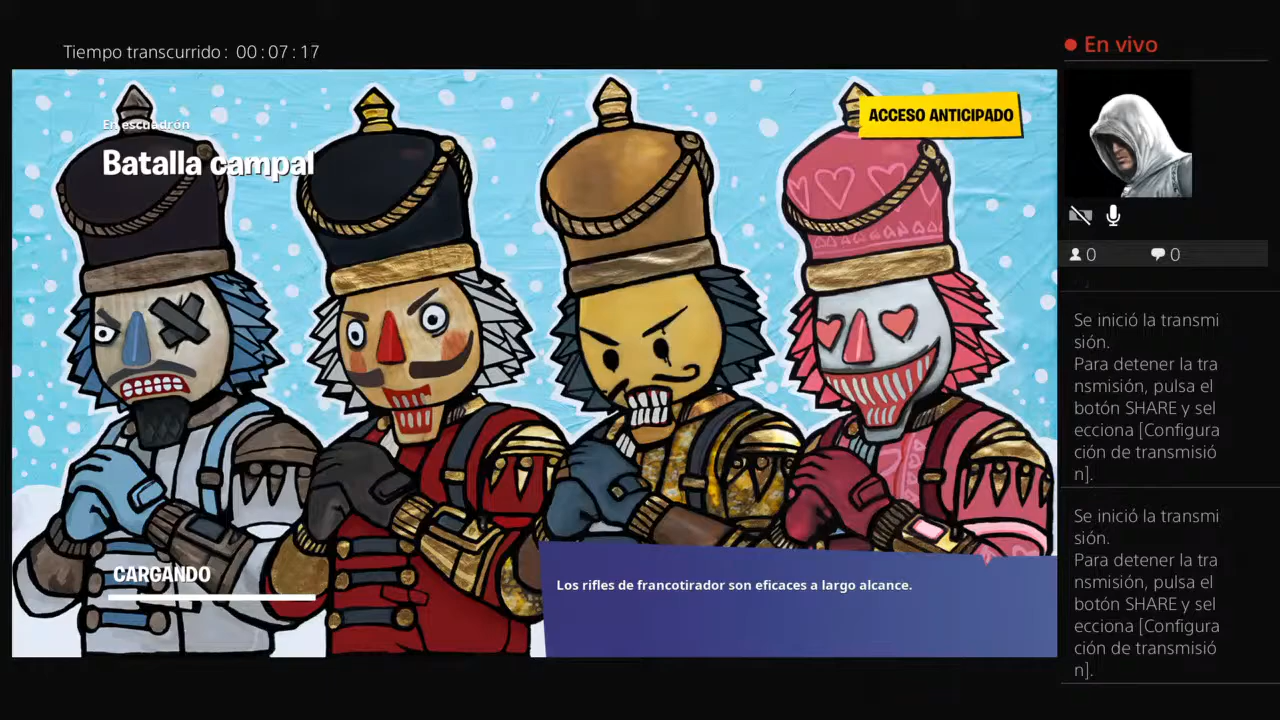 Tiempo transcurrido: 00:07:17
En vivo
En escuadrón
Batalla campal
ACCESO ANTICIPADO
0 0
CARGANDO
Los rifles de francotirador son eficaces a largo alcance.
Se inició la transmi
sión.
Para detener la tra
nsmisión, pulsa el
botón SHARE y sel
ecciona [Configura
ción de transmisió
n].
Se inició la transmi
sión.
Para detener la tra
nsmisión, pulsa el
botón SHARE y sel
ecciona [Configura
ción de transmisió
n].